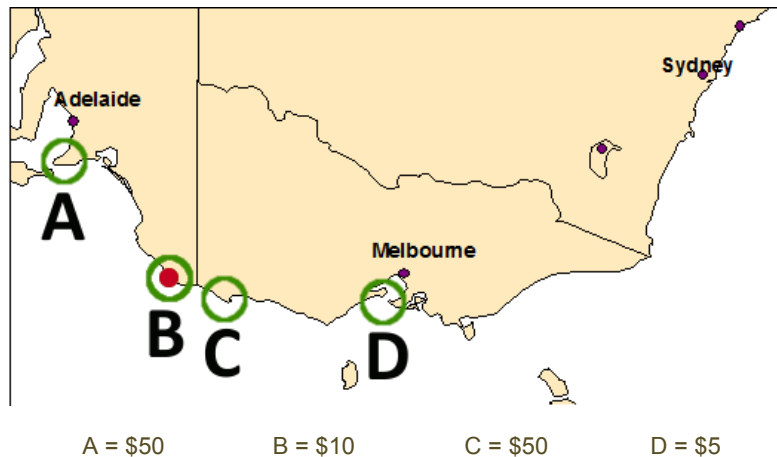 Sydney
Adelaide
A
Melbourne
B
C
D
A = $50 B = $10 C = $50 D = $5